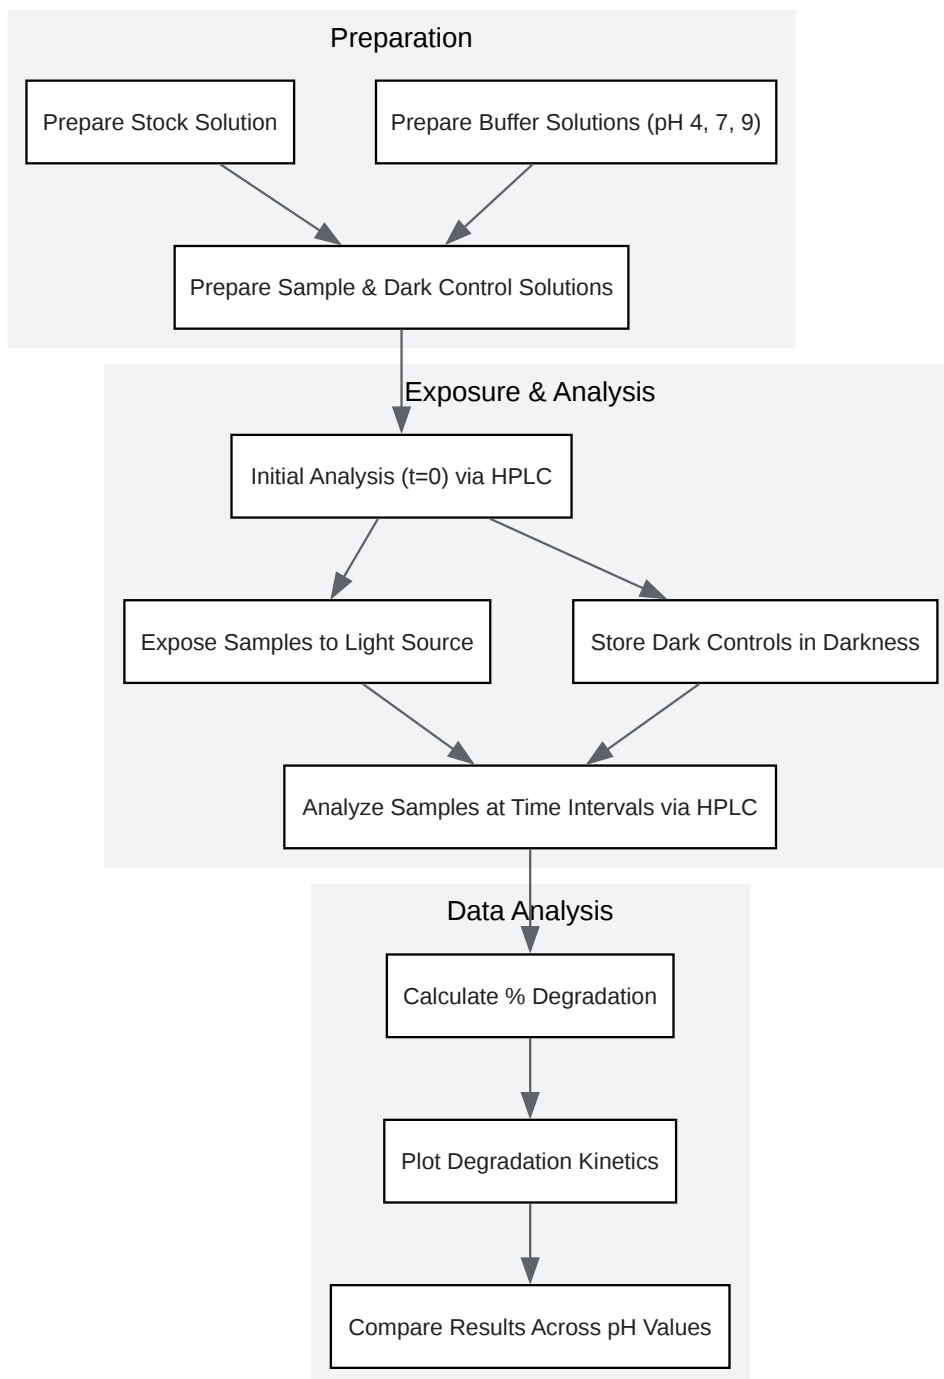 Preparation
Prepare Stock Solution
Prepare Buffer Solutions (pH 4, 7, 9)
Prepare Sample & Dark Control Solutions
Exposure & Analysis
Initial Analysis (t=0) via HPLC
Expose Samples to Light Source
Store Dark Controls in Darkness
Analyze Samples at Time Intervals via HPLC
Data Analysis
Calculate % Degradation
Plot Degradation Kinetics
Compare Results Across pH Values